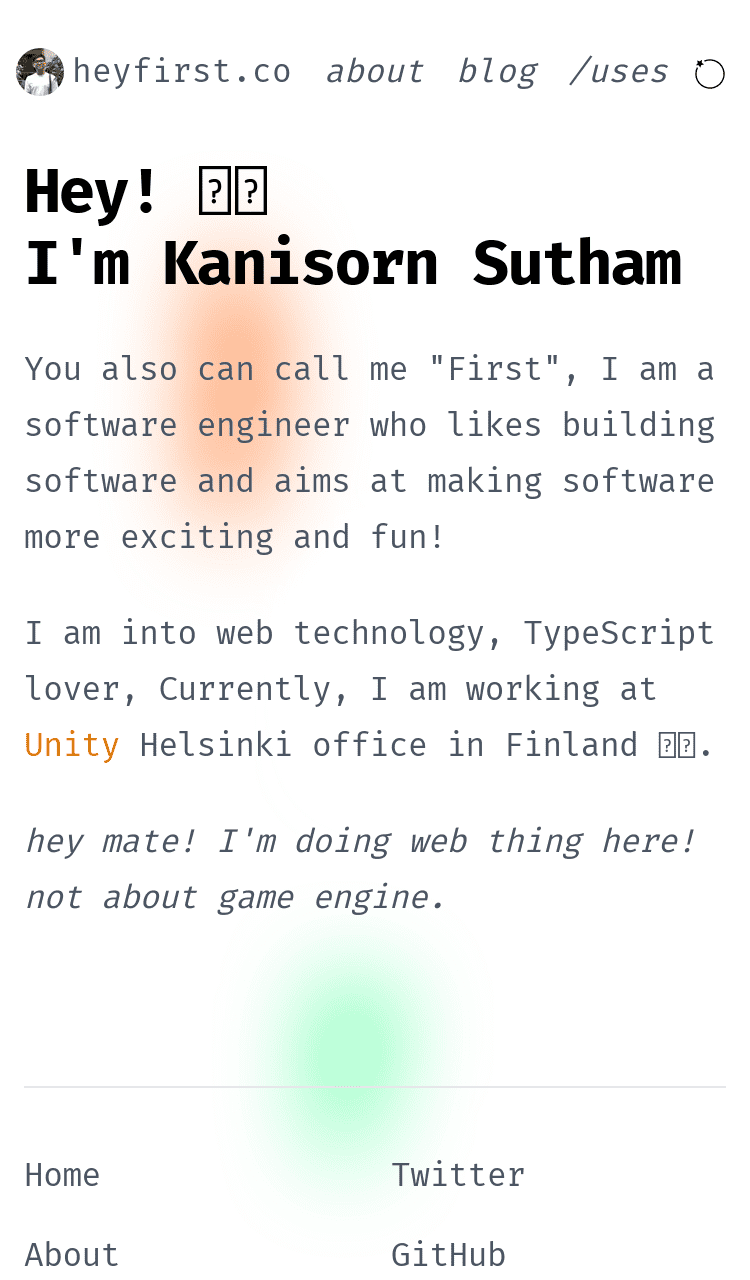 heyfirst.co about blog /uses
Hey!
I'm Kanisorn Sutham
You also can call me "First", I am a
software engineer who likes building
software and aims at making software
more exciting and fun!
I am into web technology, TypeScript
lover, Currently, I am working at
Unity Helsinki office in Finland .
hey mate! I'm doing web thing here!
not about game engine.
Home Twitter
About GitHub